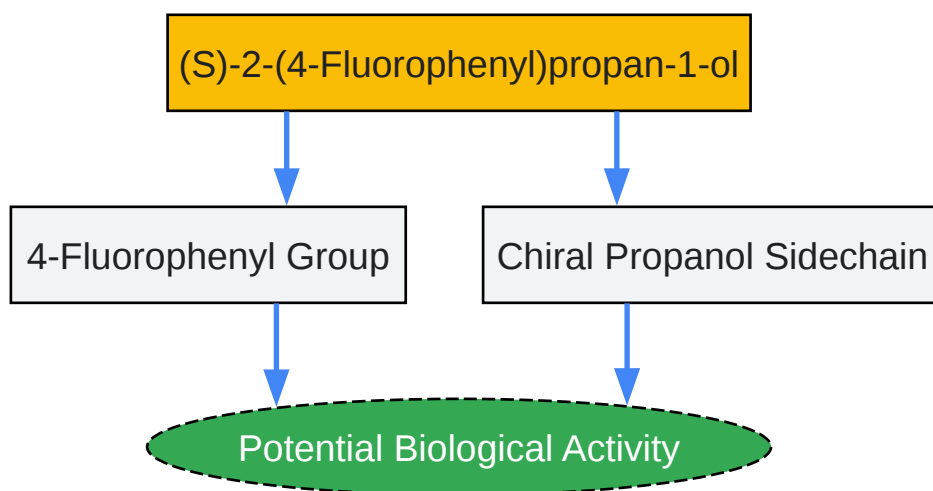 (S)-2-(4-Fluorophenyl)propan-1-ol
4-Fluorophenyl Group
Chiral Propanol Sidechain
Potential Biological Activity